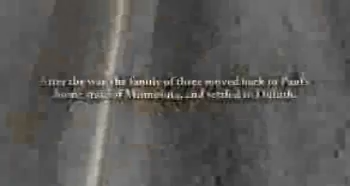 After the war the family of three moved back to Paul's
home state of Minnesota, and settled in Duluth.